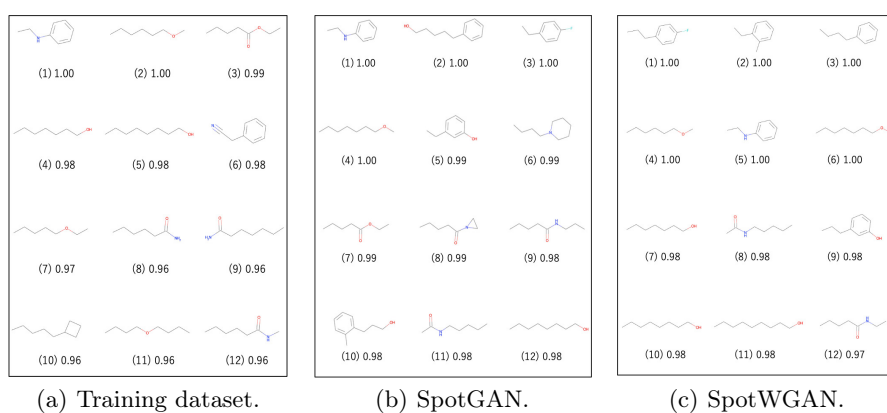 (1) 1.00 (2) 1.00 (3) 0.99
(4) 0.98 (5) 0.98 (6) 0.98
(7) 0.97 (8) 0.96 (9) 0.96
(10) 0.96 (11) 0.96 (12) 0.96
(a) Training dataset.
(1) 1.00 (2) 1.00 (3) 1.00
(4) 1.00 (5) 0.99 (6) 0.99
(7) 0.99 (8) 0.99 (9) 0.98
(10) 0.98 (11) 0.98 (12) 0.98
(b) SpotGAN.
(1) 1.00 (2) 1.00 (3) 1.00
(4) 1.00 (5) 1.00 (6) 1.00
(7) 0.98 (8) 0.98 (9) 0.98
(10) 0.98 (11) 0.98 (12) 0.97
(c) SpotWGAN.